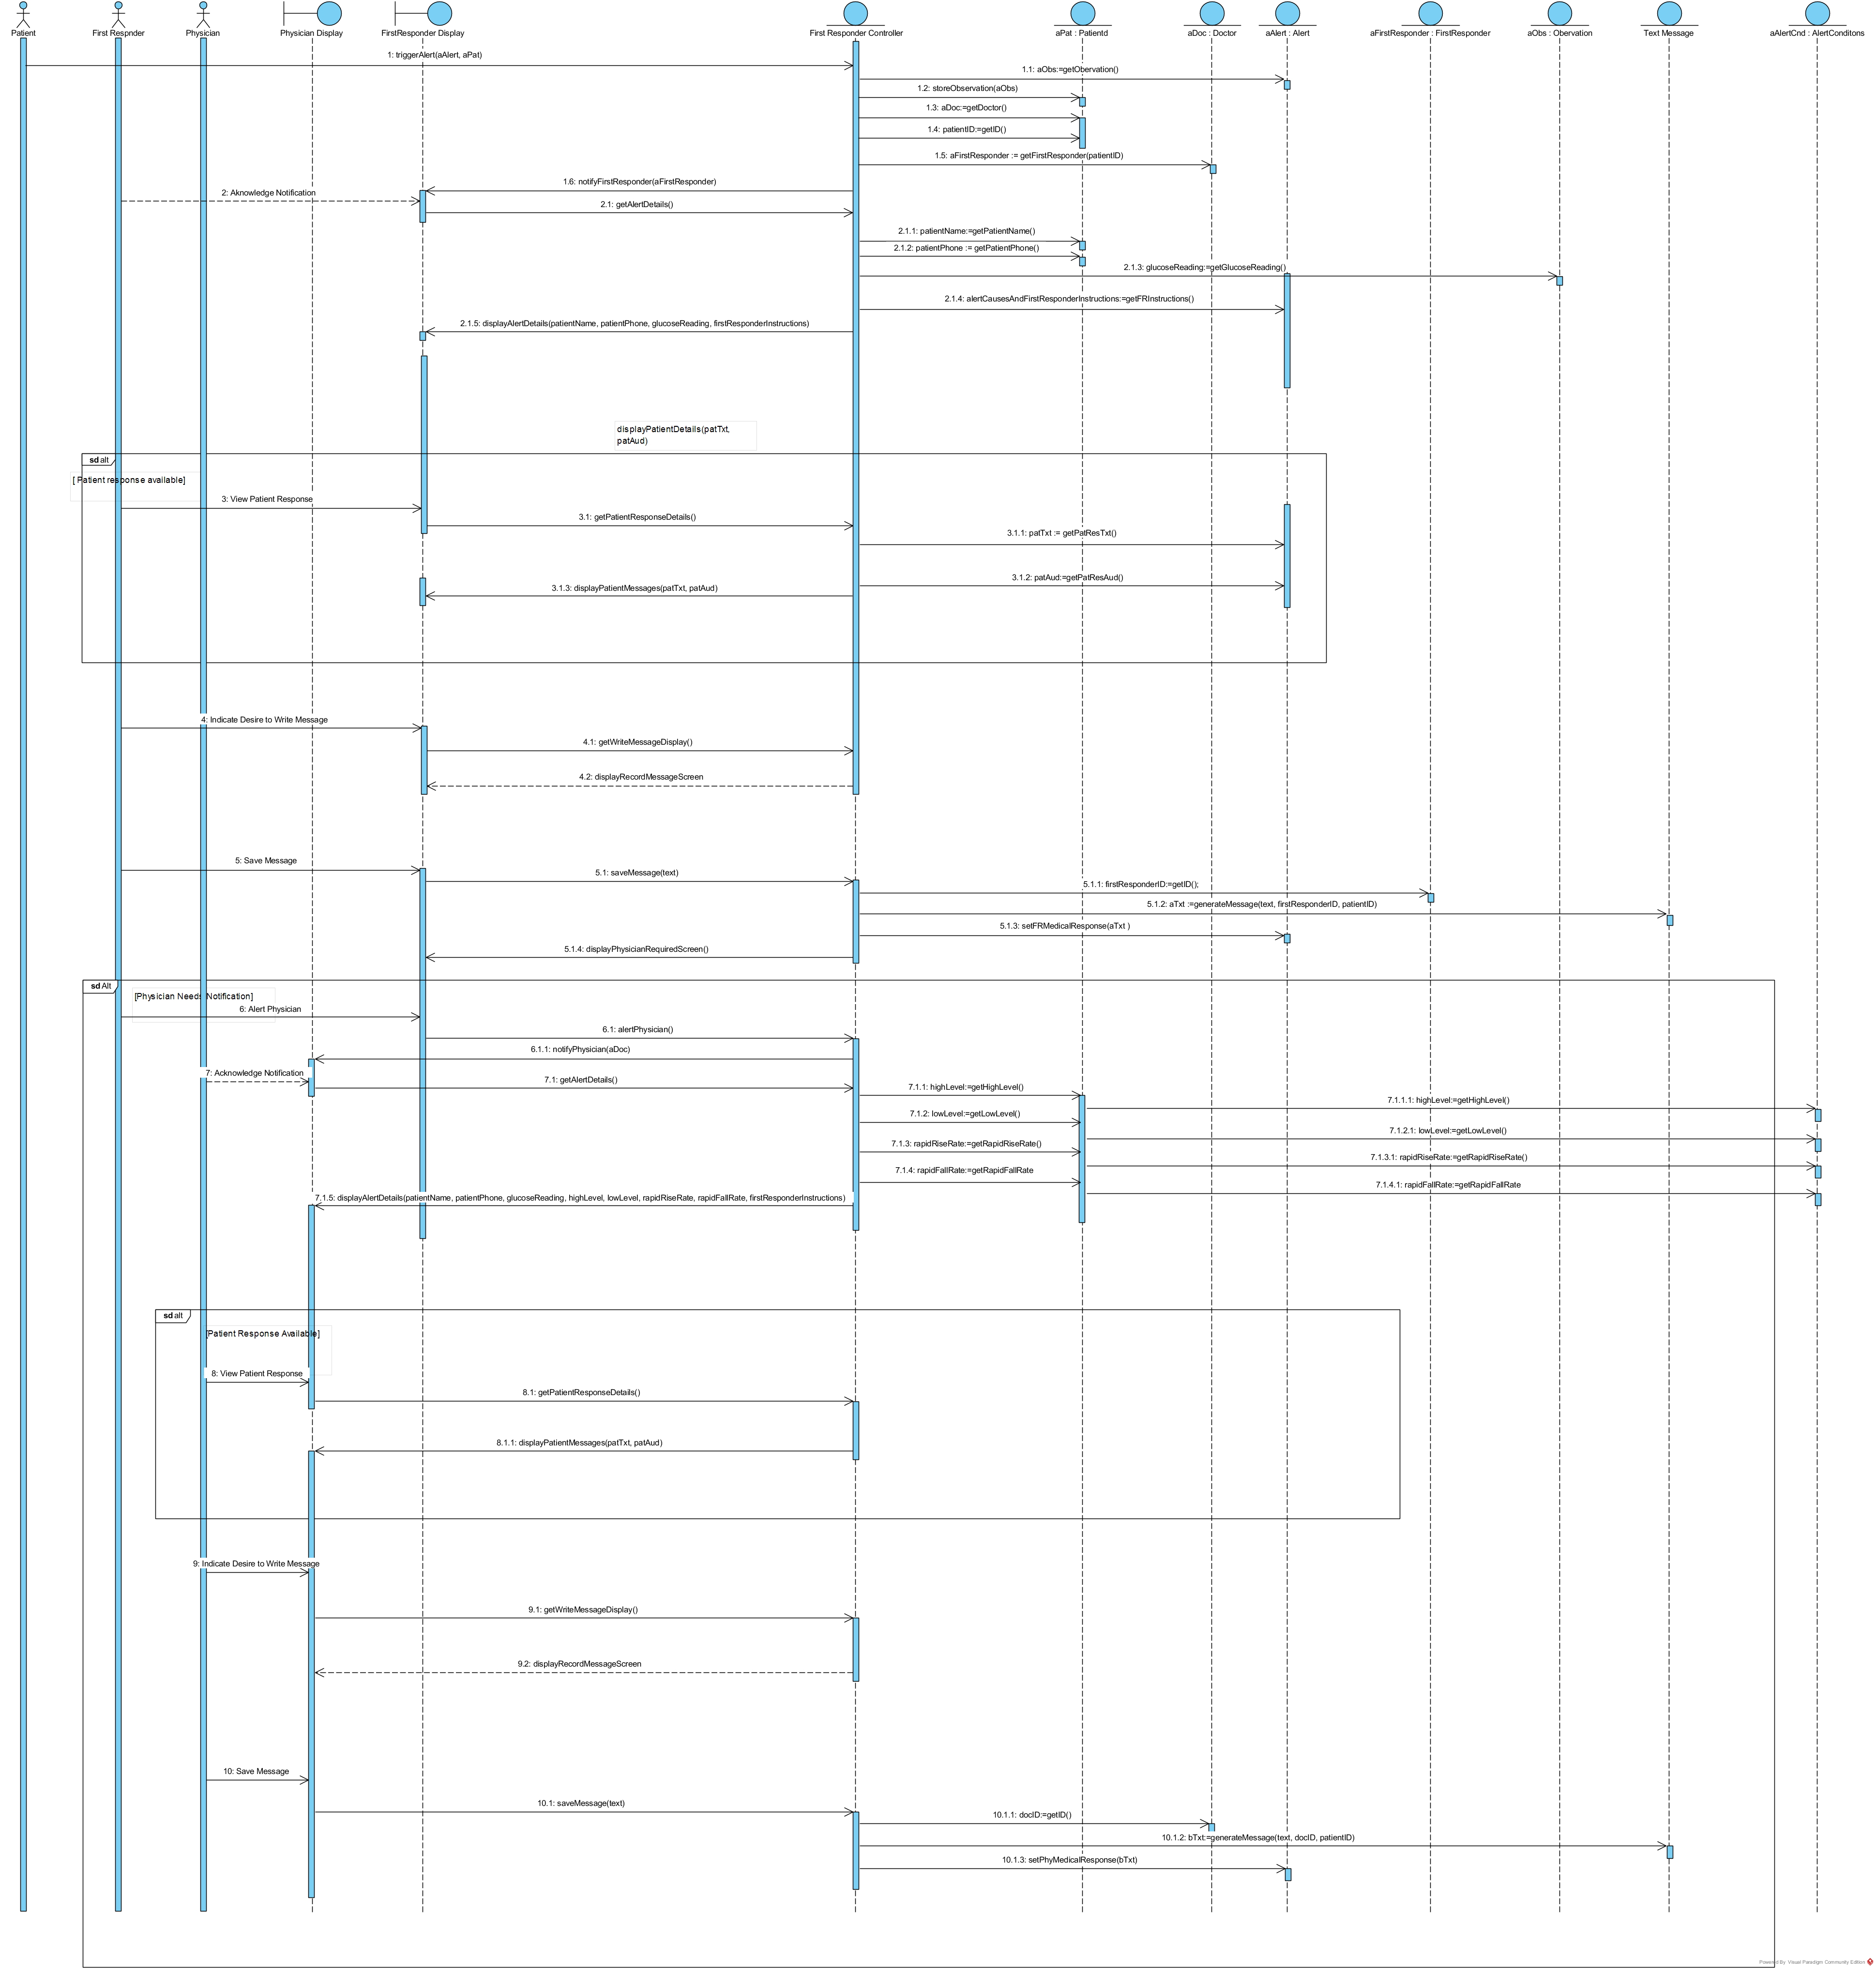 Patient
First Respnder
Physician
Physician Display
FirstResponder Display
First Responder Controller
aPat : Patientd
aDoc : Doctor
aAlert : Alert
aFirstResponder : FirstResponder
aObs : Obervation
Text Message
aAlertCnd : AlertConditons
1: triggerAlert(aAlert, aPat)
1.1: aObs:=getObervation()
1.2: storeObservation(aObs)
1.3: aDoc:=getDoctor()
1.4: patientID:=getID()
1.5: aFirstResponder := getFirstResponder(patientID)
1.6: notifyFirstResponder(aFirstResponder)
2: Aknowledge Notification
2.1: getAlertDetails()
2.1.1: patientName:=getPatientName()
2.1.2: patientPhone := getPatientPhone()
2.1.3: glucoseReading:=getGlucoseReading()
2.1.4: alertCausesAndFirstResponderInstructions:=getFRInstructions()
2.1.5: displayAlertDetails(patientName, patientPhone, glucoseReading, firstResponderInstructions)
displayPatientDetails(patTxt,
patAud)
sd alt
[ Patient response available]
3: View Patient Response
3.1: getPatientResponseDetails()
3.1.1: patTxt := getPatResTxt()
3.1.2: patAud:=getPatResAud()
3.1.3: displayPatientMessages(patTxt, patAud)
4: Indicate Desire to Write Message
4.1: getWriteMessageDisplay()
4.2: displayRecordMessageScreen
5: Save Message
5.1: saveMessage(text)
5.1.1: firstResponderID:=getID();
5.1.2: aTxt :=generateMessage(text, firstResponderID, patientID)
5.1.3: setFRMedicalResponse(aTxt )
5.1.4: displayPhysicianRequiredScreen()
sd Alt
[Physician Needs Notification]
6: Alert Physician
6.1: alertPhysician()
6.1.1: notifyPhysician(aDoc)
7: Acknowledge Notification
7.1: getAlertDetails()
7.1.1: highLevel:=getHighLevel()
7.1.1.1: highLevel:=getHighLevel()
7.1.2: lowLevel:=getLowLevel()
7.1.2.1: lowLevel:=getLowLevel()
7.1.3: rapidRiseRate:=getRapidRiseRate()
7.1.3.1: rapidRiseRate:=getRapidRiseRate()
7.1.4: rapidFallRate:=getRapidFallRate
7.1.4.1: rapidFallRate:=getRapidFallRate
7.1.5: displayAlertDetails(patientName, patientPhone, glucoseReading, highLevel, lowLevel, rapidRiseRate, rapidFallRate, firstResponderInstructions)
sd alt
[Patient Response Available]
8: View Patient Response
8.1: getPatientResponseDetails()
8.1.1: displayPatientMessages(patTxt, patAud)
9: Indicate Desire to Write Message
9.1: getWriteMessageDisplay()
9.2: displayRecordMessageScreen
10: Save Message
10.1: saveMessage(text)
10.1.1: docID:=getID()
10.1.2: bTxt:=generateMessage(text, docID, patientID)
10.1.3: setPhyMedicalResponse(bTxt)
Powered By Visual Paradigm Community Edition